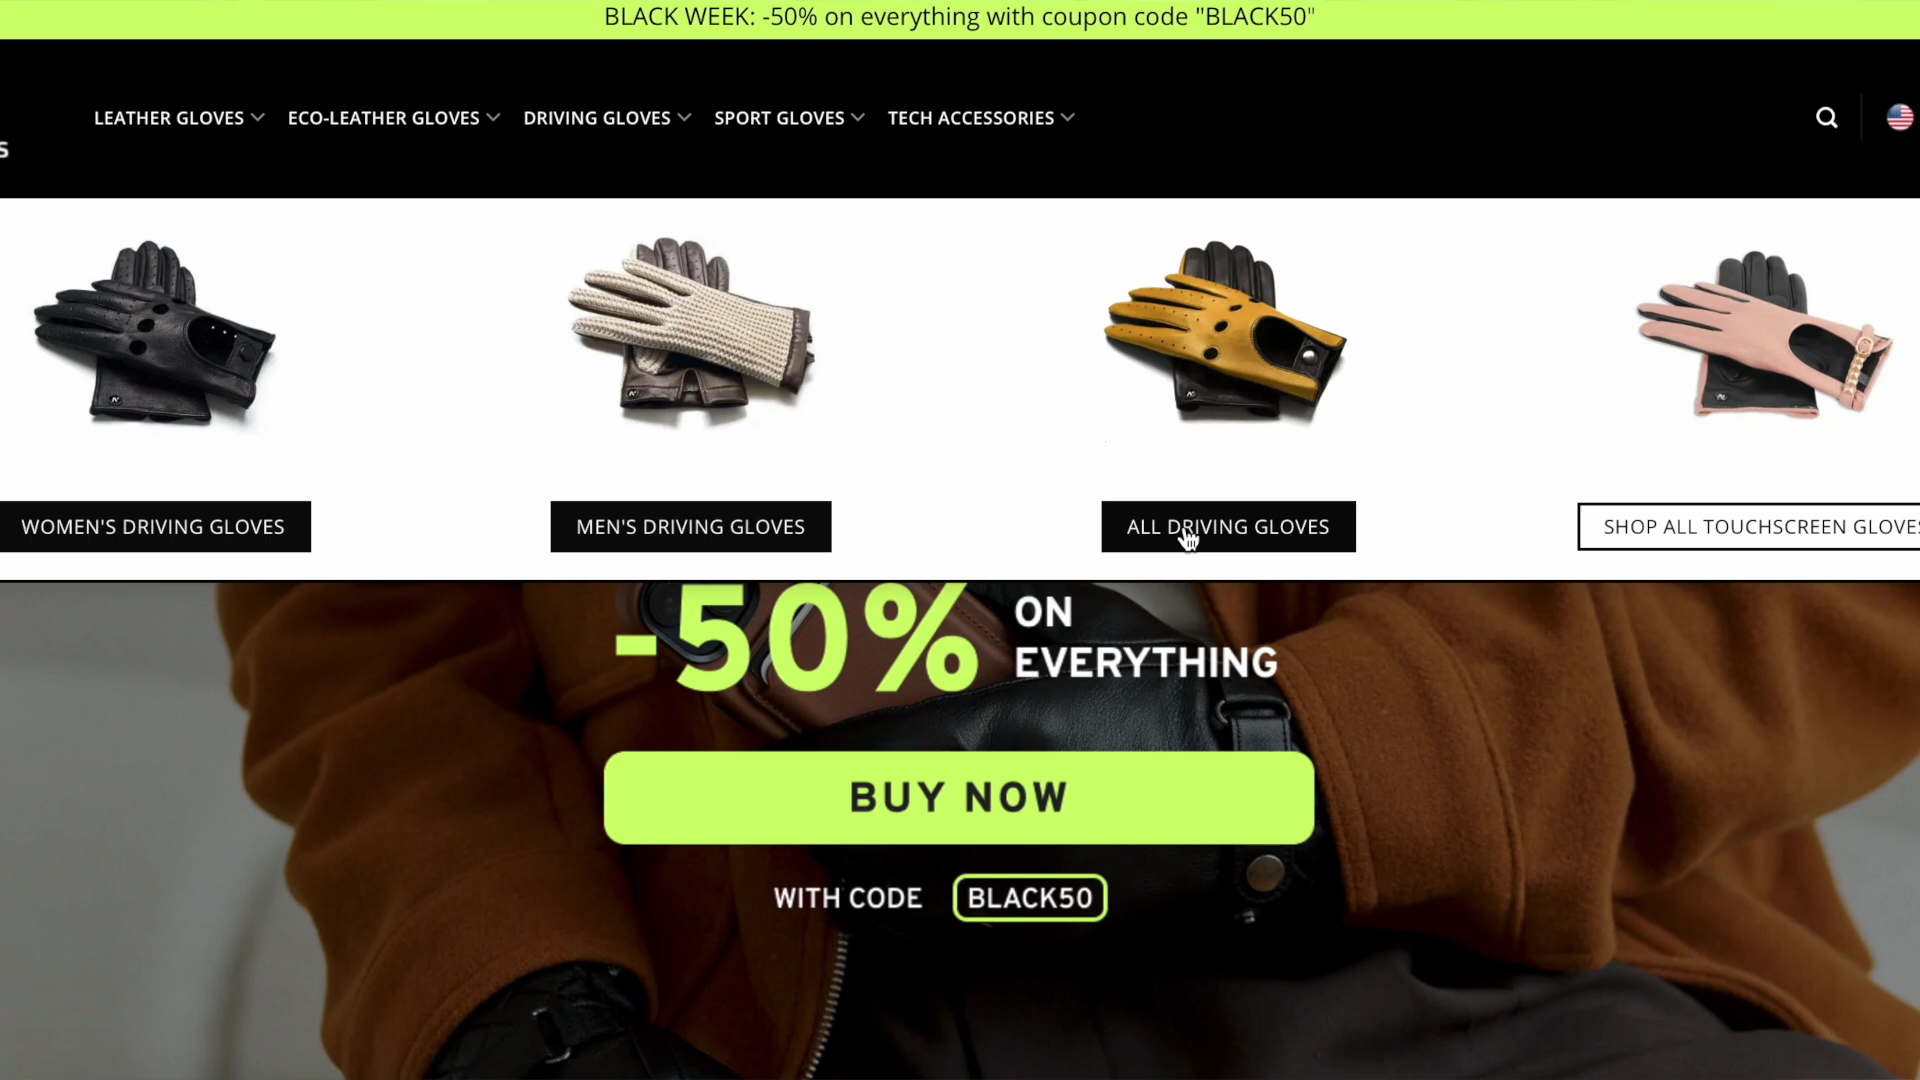 BLACK WEEK: -50% on everything with coupon code "BLACK50"
LEATHER GLOVES ECO-LEATHER GLOVES DRIVING GLOVES SPORT GLOVES TECH ACCESSORIES
S
WOMEN'S DRIVING GLOVES MEN'S DRIVING GLOVES ALL DRIVING GLOVES SHOP ALL TOUCHSCREEN GLOVES
-50% ON
EVERYTHING
BUY NOW
WITH CODE BLACK50